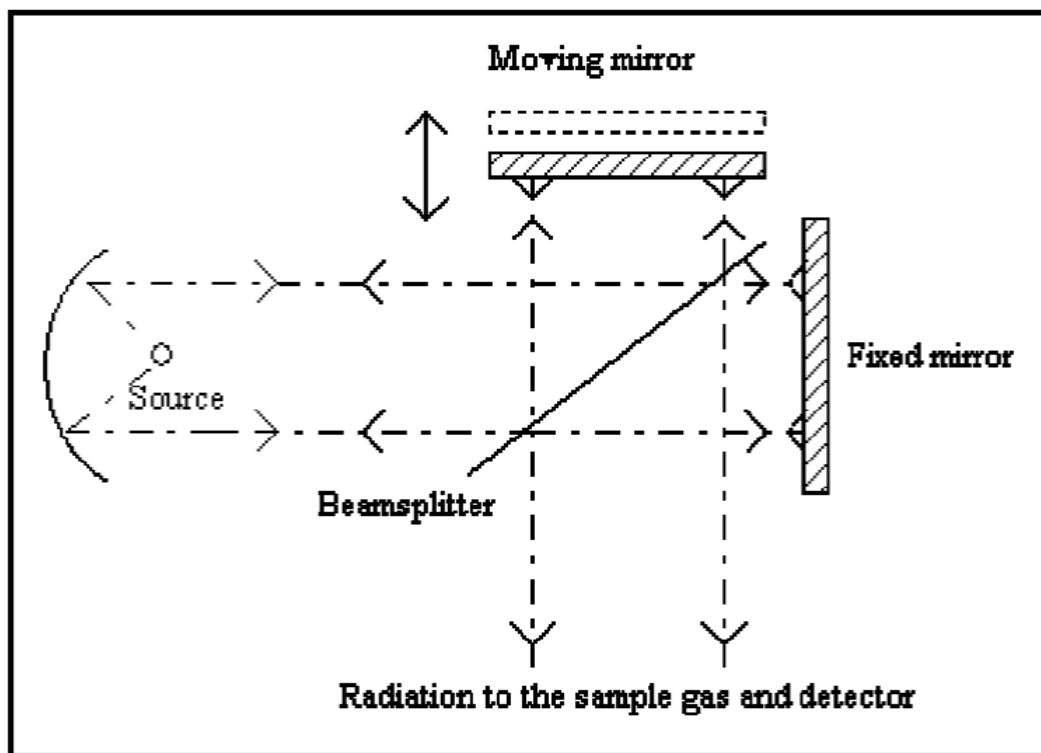 Moving mirror
Source
Fixed mirror
Beamsplitter
Radiation to the sample gas and detector